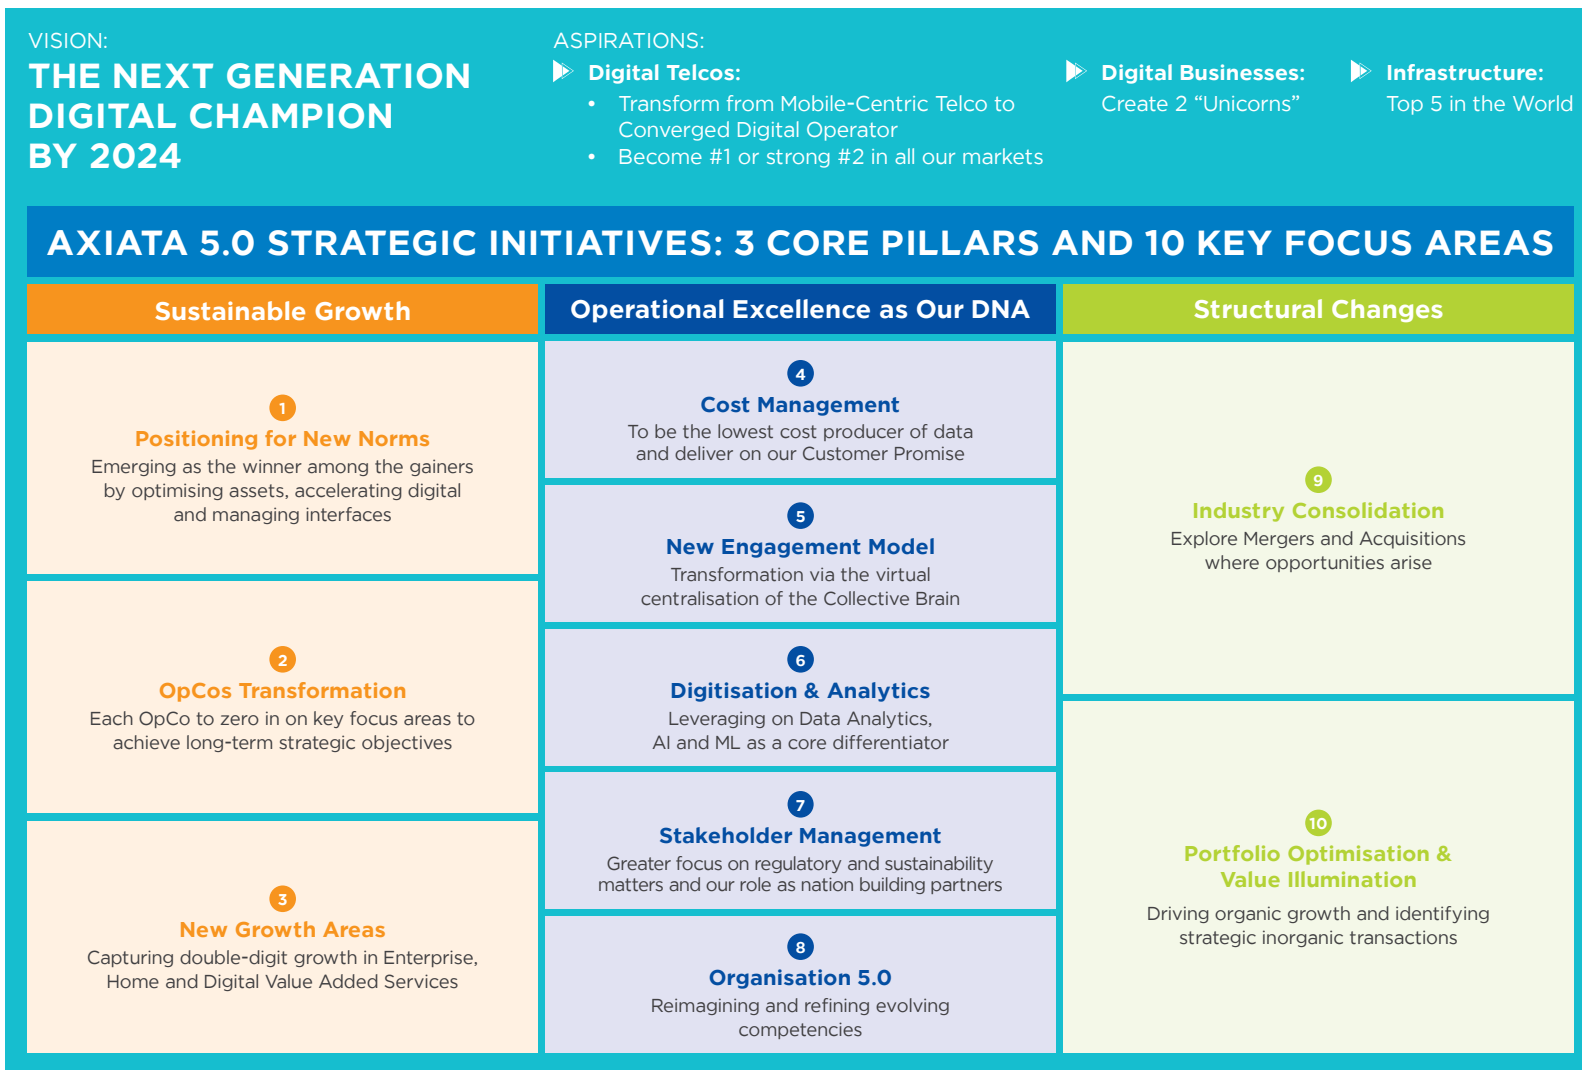 VISION:
THE NEXT GENERATION
DIGITAL CHAMPION
BY 2024
ASPIRATIONS:
Digital Telcos:
• Transform from Mobile-Centric Telco to
Converged Digital Operator
• Become #1 or strong #2 in all our markets
Digital Businesses:
Create 2 “Unicorns”
Infrastructure:
Top 5 in the World
AXIATA 5.0 STRATEGIC INITIATIVES: 3 CORE PILLARS AND 10 KEY FOCUS AREAS
Sustainable Growth
1
Positioning for New Norms
Emerging as the winner among the gainers
by optimising assets, accelerating digital
and managing interfaces
2
OpCos Transformation
Each OpCo to zero in on key focus areas to
achieve long-term strategic objectives
3
New Growth Areas
Capturing double-digit growth in Enterprise,
Home and Digital Value Added Services
Operational Excellence as Our DNA
4
Cost Management
To be the lowest cost producer of data
and deliver on our Customer Promise
5
New Engagement Model
Transformation via the virtual
centralisation of the Collective Brain
6
Digitisation & Analytics
Leveraging on Data Analytics,
AI and ML as a core differentiator
7
Stakeholder Management
Greater focus on regulatory and sustainability
matters and our role as nation building partners
8
Organisation 5.0
Reimagining and refining evolving
competencies
Structural Changes
9
Industry Consolidation
Explore Mergers and Acquisitions
where opportunities arise
10
Portfolio Optimisation &
Value Illumination
Driving organic growth and identifying
strategic inorganic transactions